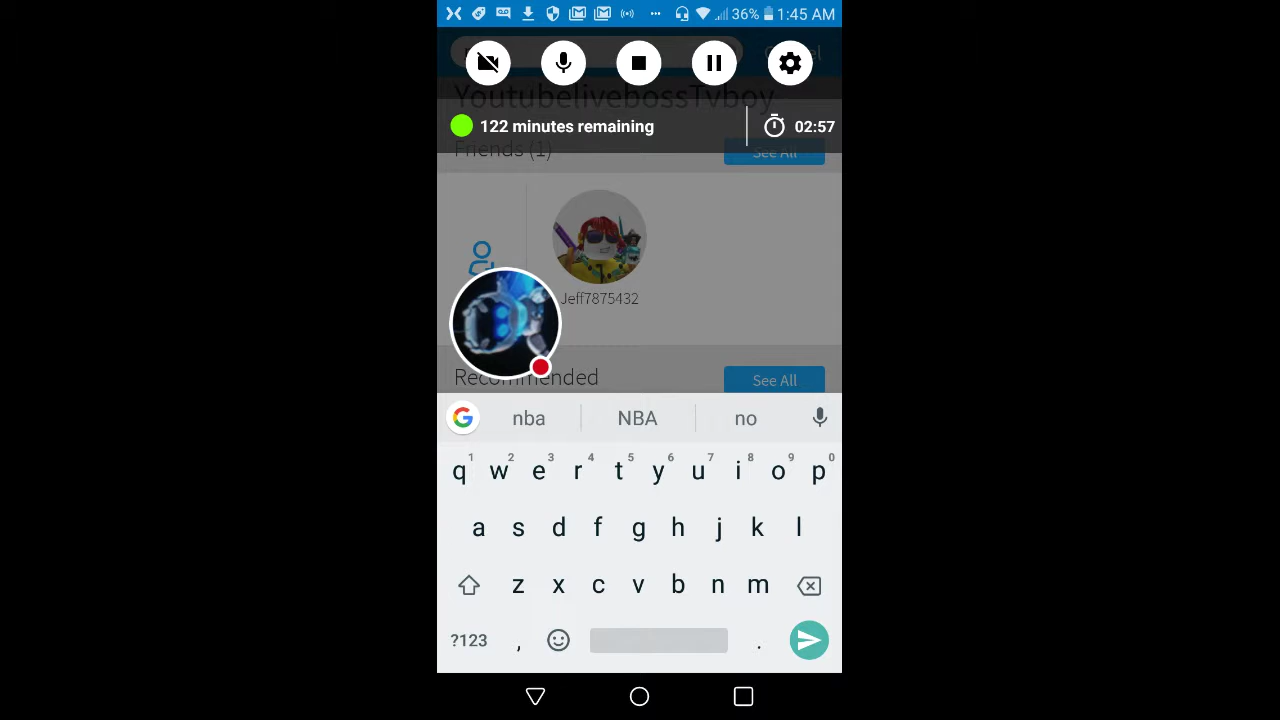 36% 1:45 AM
YoutubelivebossTvboy
122 minutes remaining 02:57
Friends (1) See All
Jeff7875432
Recommended See All
G nba NBA no
1 2 3 4 5 6 7 8 9 0
q w e r t y u i o p
a s d f g h j k l
z x c v b n m
?123 , .